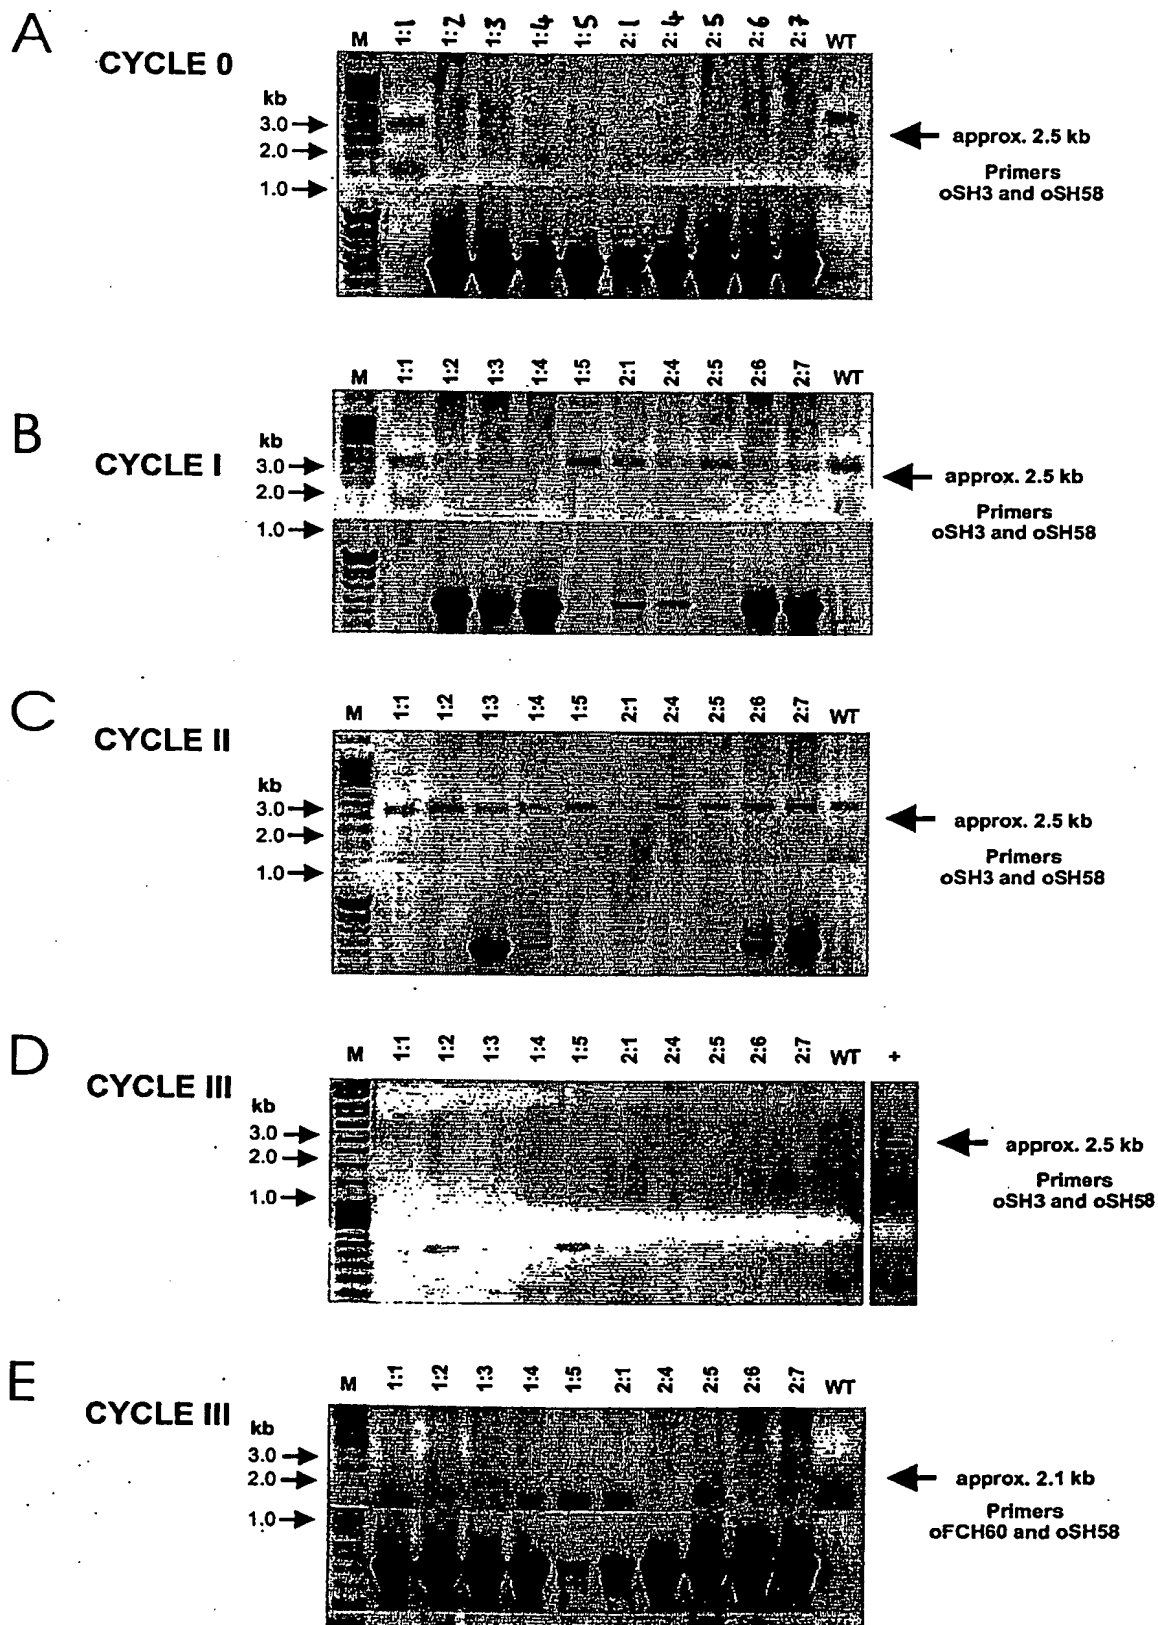 A
CYCLE 0
M 1:1 1:2 1:3 1:4 1:5 2:1 2:4 2:5 2:6 2:7 WT
kb
3.0
2.0
1.0
approx. 2.5 kb
Primers
oSH3 and oSH58
B
CYCLE I
M 1:1 1:2 1:3 1:4 1:5 2:1 2:4 2:5 2:6 2:7 WT
kb
3.0
2.0
1.0
approx. 2.5 kb
Primers
oSH3 and oSH58
C
CYCLE II
M 1:1 1:2 1:3 1:4 1:5 2:1 2:4 2:5 2:6 2:7 WT
kb
3.0
2.0
1.0
approx. 2.5 kb
Primers
oSH3 and oSH58
D
CYCLE III
M 1:1 1:2 1:3 1:4 1:5 2:1 2:4 2:5 2:6 2:7 WT +
kb
3.0
2.0
1.0
approx. 2.5 kb
Primers
oSH3 and oSH58
E
CYCLE III
M 1:1 1:2 1:3 1:4 1:5 2:1 2:4 2:5 2:6 2:7 WT
kb
3.0
2.0
1.0
approx. 2.1 kb
Primers
oFCH60 and oSH58